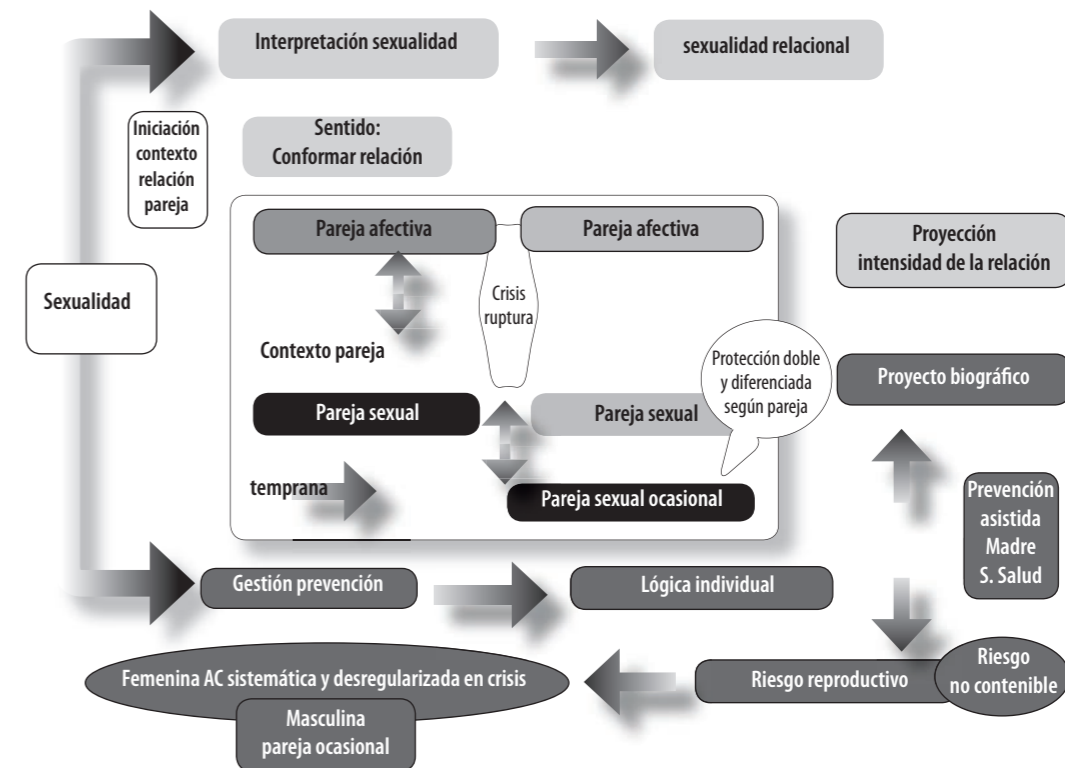 Interpretación sexualidad
sexualidad relacional
Iniciación
contexto
relación
pareja
Sentido:
Conformar relación
Pareja afectiva
Pareja afectiva
Proyección
intensidad de la relación
Sexualidad
Crisis
ruptura
Contexto pareja
Protección doble
y diferenciada
según pareja
Proyecto biográfico
Pareja sexual
Pareja sexual
temprana
Pareja sexual ocasional
Prevención
asistida
Madre
S. Salud
Gestión prevención
Lógica individual
Femenina AC sistemática y desregularizada en crisis
Riesgo reproductivo
Riesgo
no contenible
Masculina
pareja ocasional